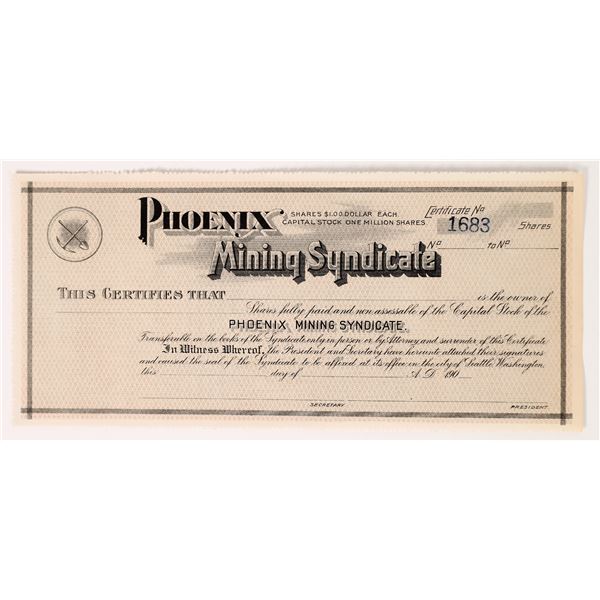 PHOENIX
SHARES $1.00 DOLLAR EACH.
CAPITAL STOCK ONE MILLION SHARES.
Certificate No
1683 Shares
No to No
Mining Syndicate
THIS CERTIFIES THAT is the owner of
Shares fully paid and non assessable of the Capital Stock of the
PHOENIX MINING SYNDICATE.
Transferable on the books of the Syndicate only in person or by Attorney and surrender of this Certificate
In Witness Whereof, the President and Secretary have hereunto attached their signatures
and caused the seal of the Syndicate to be affixed at its office in the city of Seattle Washington,
this day of A.D. 190
SECRETARY PRESIDENT